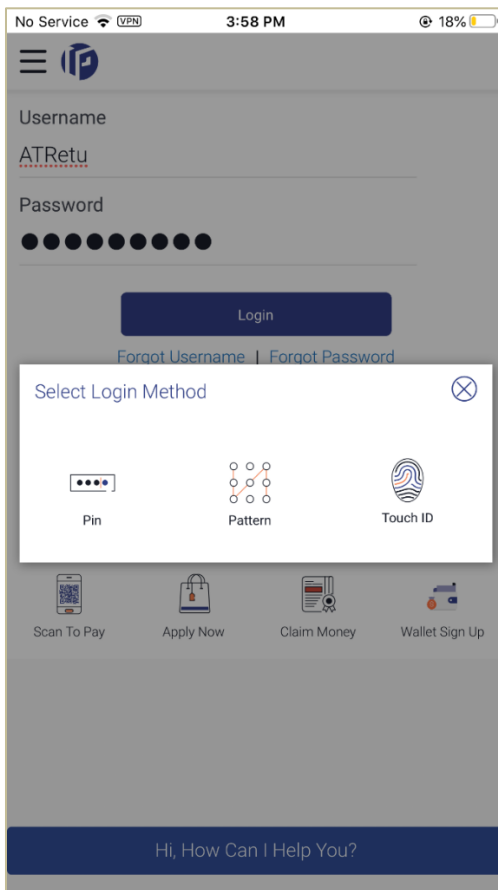 No Service VPN 3:58 PM 18%
Username
ATRetu
Password
Login
Forgot Username | Forgot Password
Select Login Method
Pin Pattern Touch ID
Scan To Pay Apply Now Claim Money Wallet Sign Up
Hi, How Can I Help You?